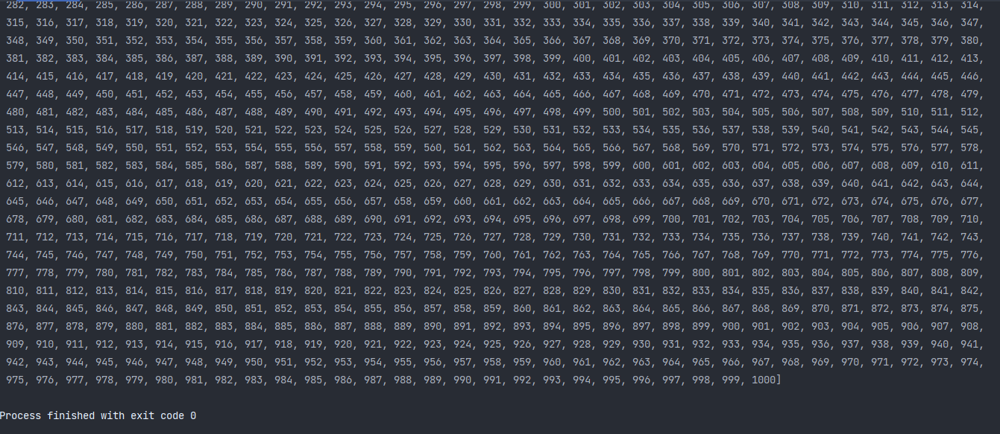 282, 283, 284, 285, 286, 287, 288, 289, 290, 291, 292, 293, 294, 295, 296, 297, 298, 299, 300, 301, 302, 303, 304, 305, 306, 307, 308, 309, 310, 311, 312, 313, 314,
315, 316, 317, 318, 319, 320, 321, 322, 323, 324, 325, 326, 327, 328, 329, 330, 331, 332, 333, 334, 335, 336, 337, 338, 339, 340, 341, 342, 343, 344, 345, 346, 347,
348, 349, 350, 351, 352, 353, 354, 355, 356, 357, 358, 359, 360, 361, 362, 363, 364, 365, 366, 367, 368, 369, 370, 371, 372, 373, 374, 375, 376, 377, 378, 379, 380,
381, 382, 383, 384, 385, 386, 387, 388, 389, 390, 391, 392, 393, 394, 395, 396, 397, 398, 399, 400, 401, 402, 403, 404, 405, 406, 407, 408, 409, 410, 411, 412, 413,
414, 415, 416, 417, 418, 419, 420, 421, 422, 423, 424, 425, 426, 427, 428, 429, 430, 431, 432, 433, 434, 435, 436, 437, 438, 439, 440, 441, 442, 443, 444, 445, 446,
447, 448, 449, 450, 451, 452, 453, 454, 455, 456, 457, 458, 459, 460, 461, 462, 463, 464, 465, 466, 467, 468, 469, 470, 471, 472, 473, 474, 475, 476, 477, 478, 479,
480, 481, 482, 483, 484, 485, 486, 487, 488, 489, 490, 491, 492, 493, 494, 495, 496, 497, 498, 499, 500, 501, 502, 503, 504, 505, 506, 507, 508, 509, 510, 511, 512,
513, 514, 515, 516, 517, 518, 519, 520, 521, 522, 523, 524, 525, 526, 527, 528, 529, 530, 531, 532, 533, 534, 535, 536, 537, 538, 539, 540, 541, 542, 543, 544, 545,
546, 547, 548, 549, 550, 551, 552, 553, 554, 555, 556, 557, 558, 559, 560, 561, 562, 563, 564, 565, 566, 567, 568, 569, 570, 571, 572, 573, 574, 575, 576, 577, 578,
579, 580, 581, 582, 583, 584, 585, 586, 587, 588, 589, 590, 591, 592, 593, 594, 595, 596, 597, 598, 599, 600, 601, 602, 603, 604, 605, 606, 607, 608, 609, 610, 611,
612, 613, 614, 615, 616, 617, 618, 619, 620, 621, 622, 623, 624, 625, 626, 627, 628, 629, 630, 631, 632, 633, 634, 635, 636, 637, 638, 639, 640, 641, 642, 643, 644,
645, 646, 647, 648, 649, 650, 651, 652, 653, 654, 655, 656, 657, 658, 659, 660, 661, 662, 663, 664, 665, 666, 667, 668, 669, 670, 671, 672, 673, 674, 675, 676, 677,
678, 679, 680, 681, 682, 683, 684, 685, 686, 687, 688, 689, 690, 691, 692, 693, 694, 695, 696, 697, 698, 699, 700, 701, 702, 703, 704, 705, 706, 707, 708, 709, 710,
711, 712, 713, 714, 715, 716, 717, 718, 719, 720, 721, 722, 723, 724, 725, 726, 727, 728, 729, 730, 731, 732, 733, 734, 735, 736, 737, 738, 739, 740, 741, 742, 743,
744, 745, 746, 747, 748, 749, 750, 751, 752, 753, 754, 755, 756, 757, 758, 759, 760, 761, 762, 763, 764, 765, 766, 767, 768, 769, 770, 771, 772, 773, 774, 775, 776,
777, 778, 779, 780, 781, 782, 783, 784, 785, 786, 787, 788, 789, 790, 791, 792, 793, 794, 795, 796, 797, 798, 799, 800, 801, 802, 803, 804, 805, 806, 807, 808, 809,
810, 811, 812, 813, 814, 815, 816, 817, 818, 819, 820, 821, 822, 823, 824, 825, 826, 827, 828, 829, 830, 831, 832, 833, 834, 835, 836, 837, 838, 839, 840, 841, 842,
843, 844, 845, 846, 847, 848, 849, 850, 851, 852, 853, 854, 855, 856, 857, 858, 859, 860, 861, 862, 863, 864, 865, 866, 867, 868, 869, 870, 871, 872, 873, 874, 875,
876, 877, 878, 879, 880, 881, 882, 883, 884, 885, 886, 887, 888, 889, 890, 891, 892, 893, 894, 895, 896, 897, 898, 899, 900, 901, 902, 903, 904, 905, 906, 907, 908,
909, 910, 911, 912, 913, 914, 915, 916, 917, 918, 919, 920, 921, 922, 923, 924, 925, 926, 927, 928, 929, 930, 931, 932, 933, 934, 935, 936, 937, 938, 939, 940, 941,
942, 943, 944, 945, 946, 947, 948, 949, 950, 951, 952, 953, 954, 955, 956, 957, 958, 959, 960, 961, 962, 963, 964, 965, 966, 967, 968, 969, 970, 971, 972, 973, 974,
975, 976, 977, 978, 979, 980, 981, 982, 983, 984, 985, 986, 987, 988, 989, 990, 991, 992, 993, 994, 995, 996, 997, 998, 999, 1000]
Process finished with exit code 0